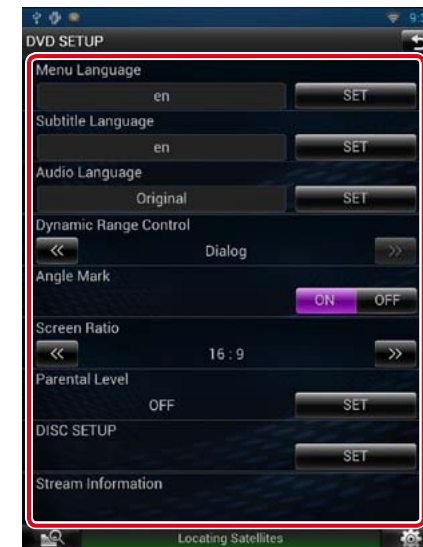 DVD SETUP
Menu Language
en SET
Subtitle Language
en SET
Audio Language
Original SET
Dynamic Range Control
Dialog
Angle Mark
ON OFF
Screen Ratio
16 : 9
Parental Level
OFF SET
DISC SETUP
SET
Stream Information
Locating Satellites